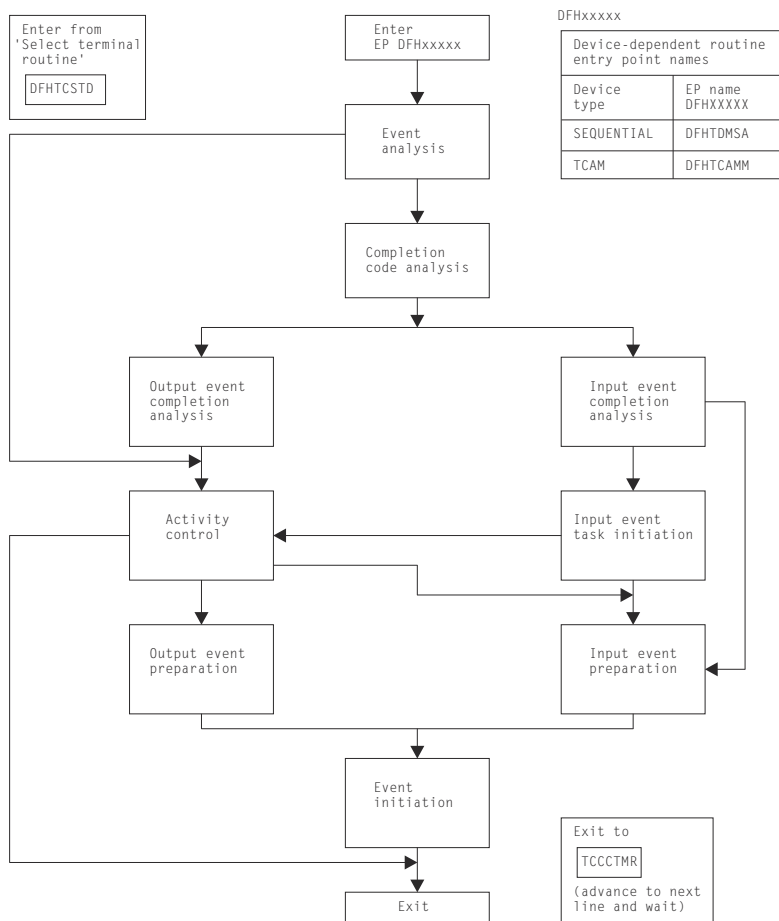 Enter from
'Select terminal
routine'
DFHTCSTD
Enter
EP DFHxxxxx
DFHxxxxx
Device-dependent routine
entry point names
Device
type
EP name
DFHXXXXX
SEQUENTIAL
DFHTDMSA
TCAM
DFHTCAMM
Event
analysis
Completion
code analysis
Output event
completion
analysis
Input event
completion
analysis
Activity
control
Input event
task initiation
Output event
preparation
Input event
preparation
Event
initiation
Exit to
TCCCTMR
(advance to next
line and wait)
Exit